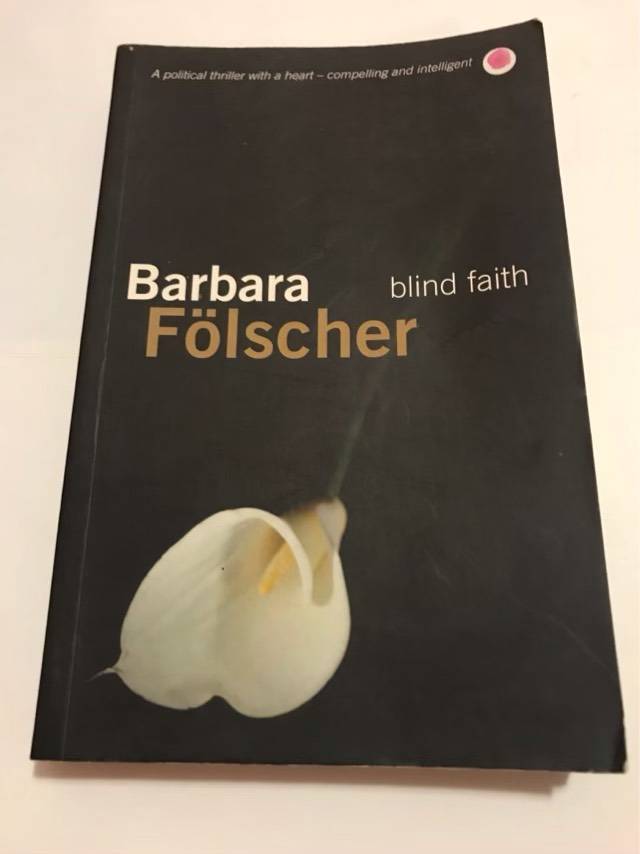 A political thriller with a heart – compelling and intelligent
Barbara
Fölscher
blind faith